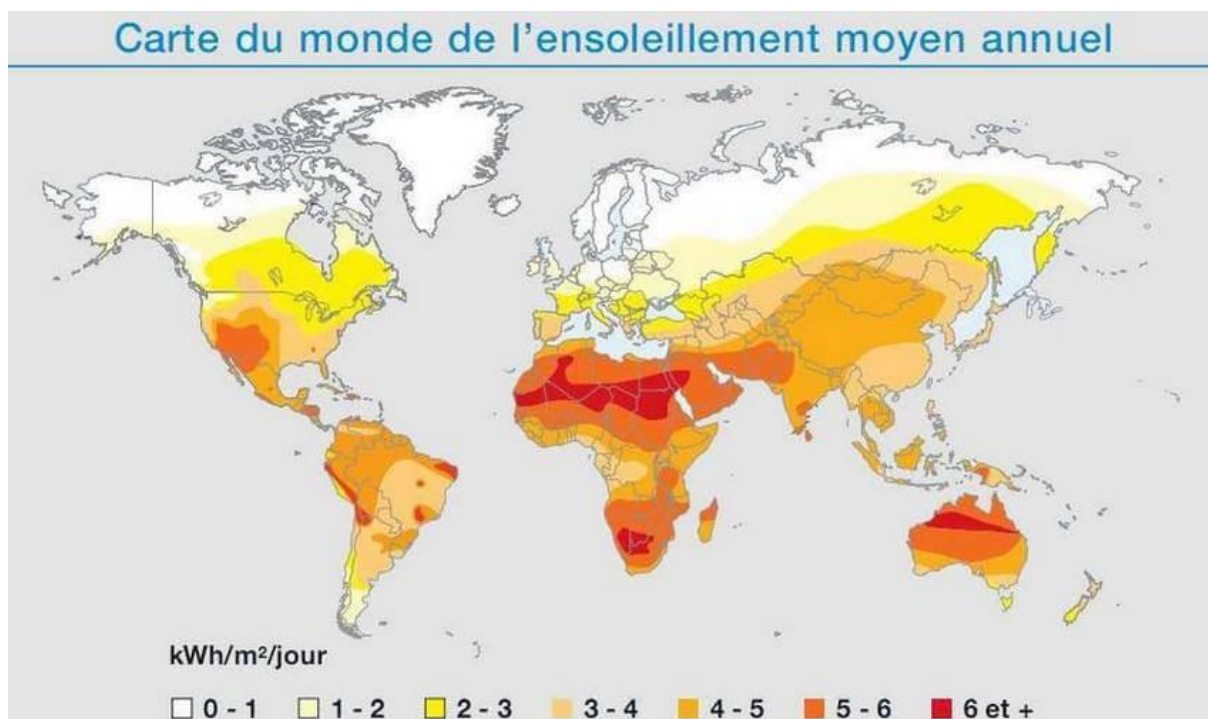 Carte du monde de l'ensoleillement moyen annuel
kWh/m²/jour
0 - 1 1 - 2 2 - 3 3 - 4 4 - 5 5 - 6 6 et +